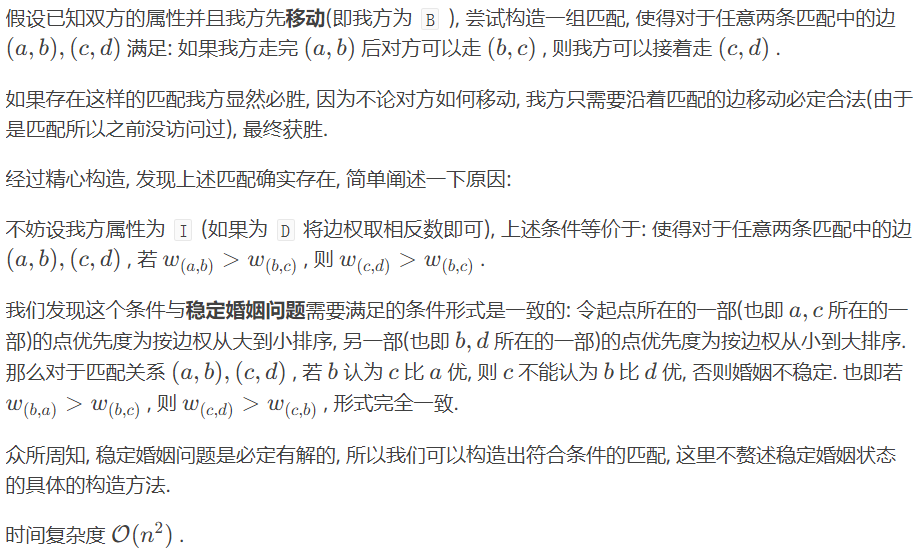 假设已知双方的属性并且我方先移动(即我方为 B ), 尝试构造一组匹配, 使得对于任意两条匹配中的边
(a, b), (c, d) 满足: 如果我方走完 (a, b) 后对方可以走 (b, c) , 则我方可以接着走 (c, d) .
如果存在这样的匹配我方显然必胜, 因为不论对方如何移动, 我方只需要沿着匹配的边移动必定合法(由于
是匹配所以之前没访问过), 最终获胜.
经过精心构造, 发现上述匹配确实存在, 简单阐述一下原因:
不妨设我方属性为 I (如果为 D 将边权取相反数即可), 上述条件等价于: 使得对于任意两条匹配中的边
(a, b), (c, d) , 若 w_{(a,b)} > w_{(b,c)} , 则 w_{(c,d)} > w_{(b,c)} .
我们发现这个条件与稳定婚姻问题需要满足的条件形式是一致的: 令起点所在的一部(也即 a, c 所在的一
部)的点优先度为按边权从大到小排序, 另一部(也即 b, d 所在的一部)的点优先度为按边权从小到大排序.
那么对于匹配关系 (a, b), (c, d) , 若 b 认为 c 比 a 优, 则 c 不能认为 b 比 d 优, 否则婚姻不稳定. 也即若
w_{(b,a)} > w_{(b,c)} , 则 w_{(c,d)} > w_{(c,b)} , 形式完全一致.
众所周知, 稳定婚姻问题是必定有解的, 所以我们可以构造出符合条件的匹配, 这里不赘述稳定婚姻状态
的具体的构造方法.
时间复杂度 O(n²) .